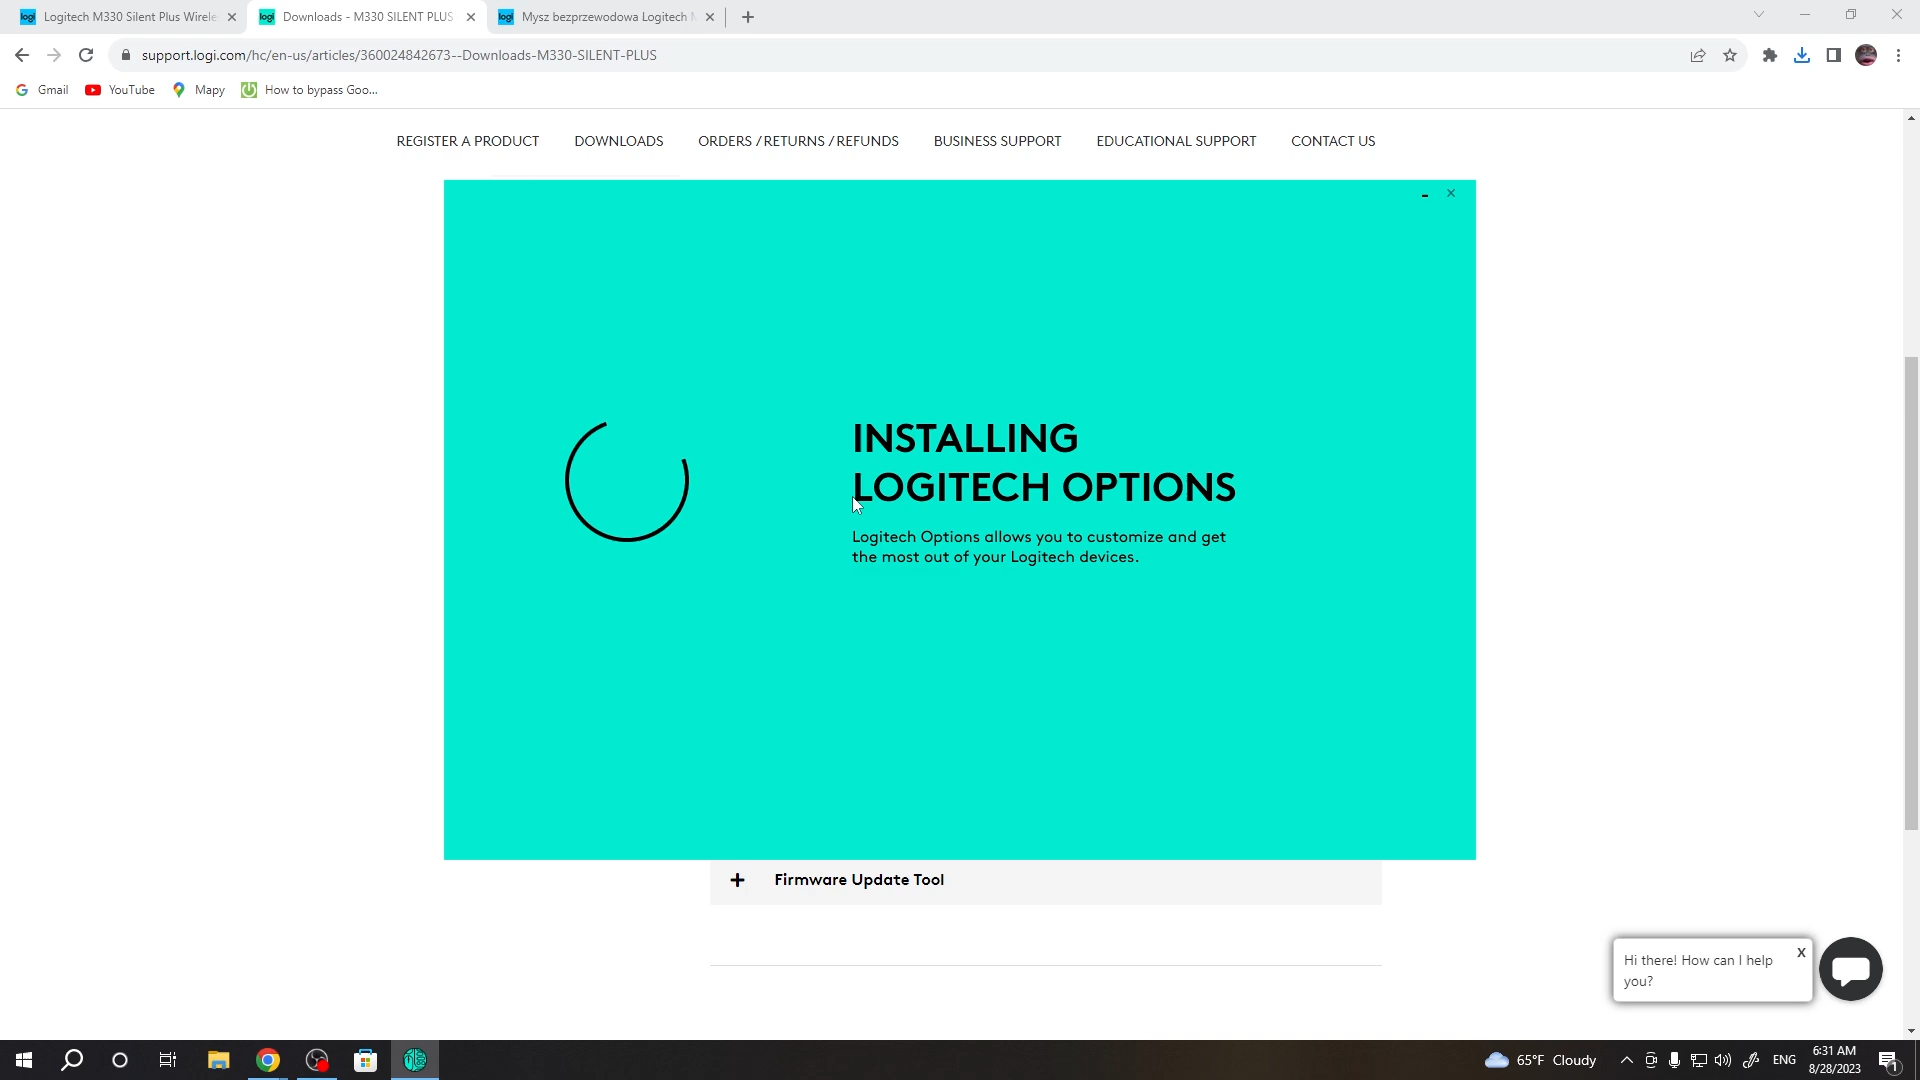 logi Logitech M330 Silent Plus Wirele
logi Downloads - M330 SILENT PLUS
logi Mysz bezprzewodowa Logitech M
support.logi.com/hc/en-us/articles/360024842673--Downloads-M330-SILENT-PLUS
Gmail YouTube Mapy How to bypass Goo...
REGISTER A PRODUCT DOWNLOADS ORDERS / RETURNS / REFUNDS BUSINESS SUPPORT EDUCATIONAL SUPPORT CONTACT US
INSTALLING
LOGITECH OPTIONS
Logitech Options allows you to customize and get
the most out of your Logitech devices.
+ Firmware Update Tool
Hi there! How can I help X
you?
65°F Cloudy
ENG
6:31 AM
8/28/2023
1